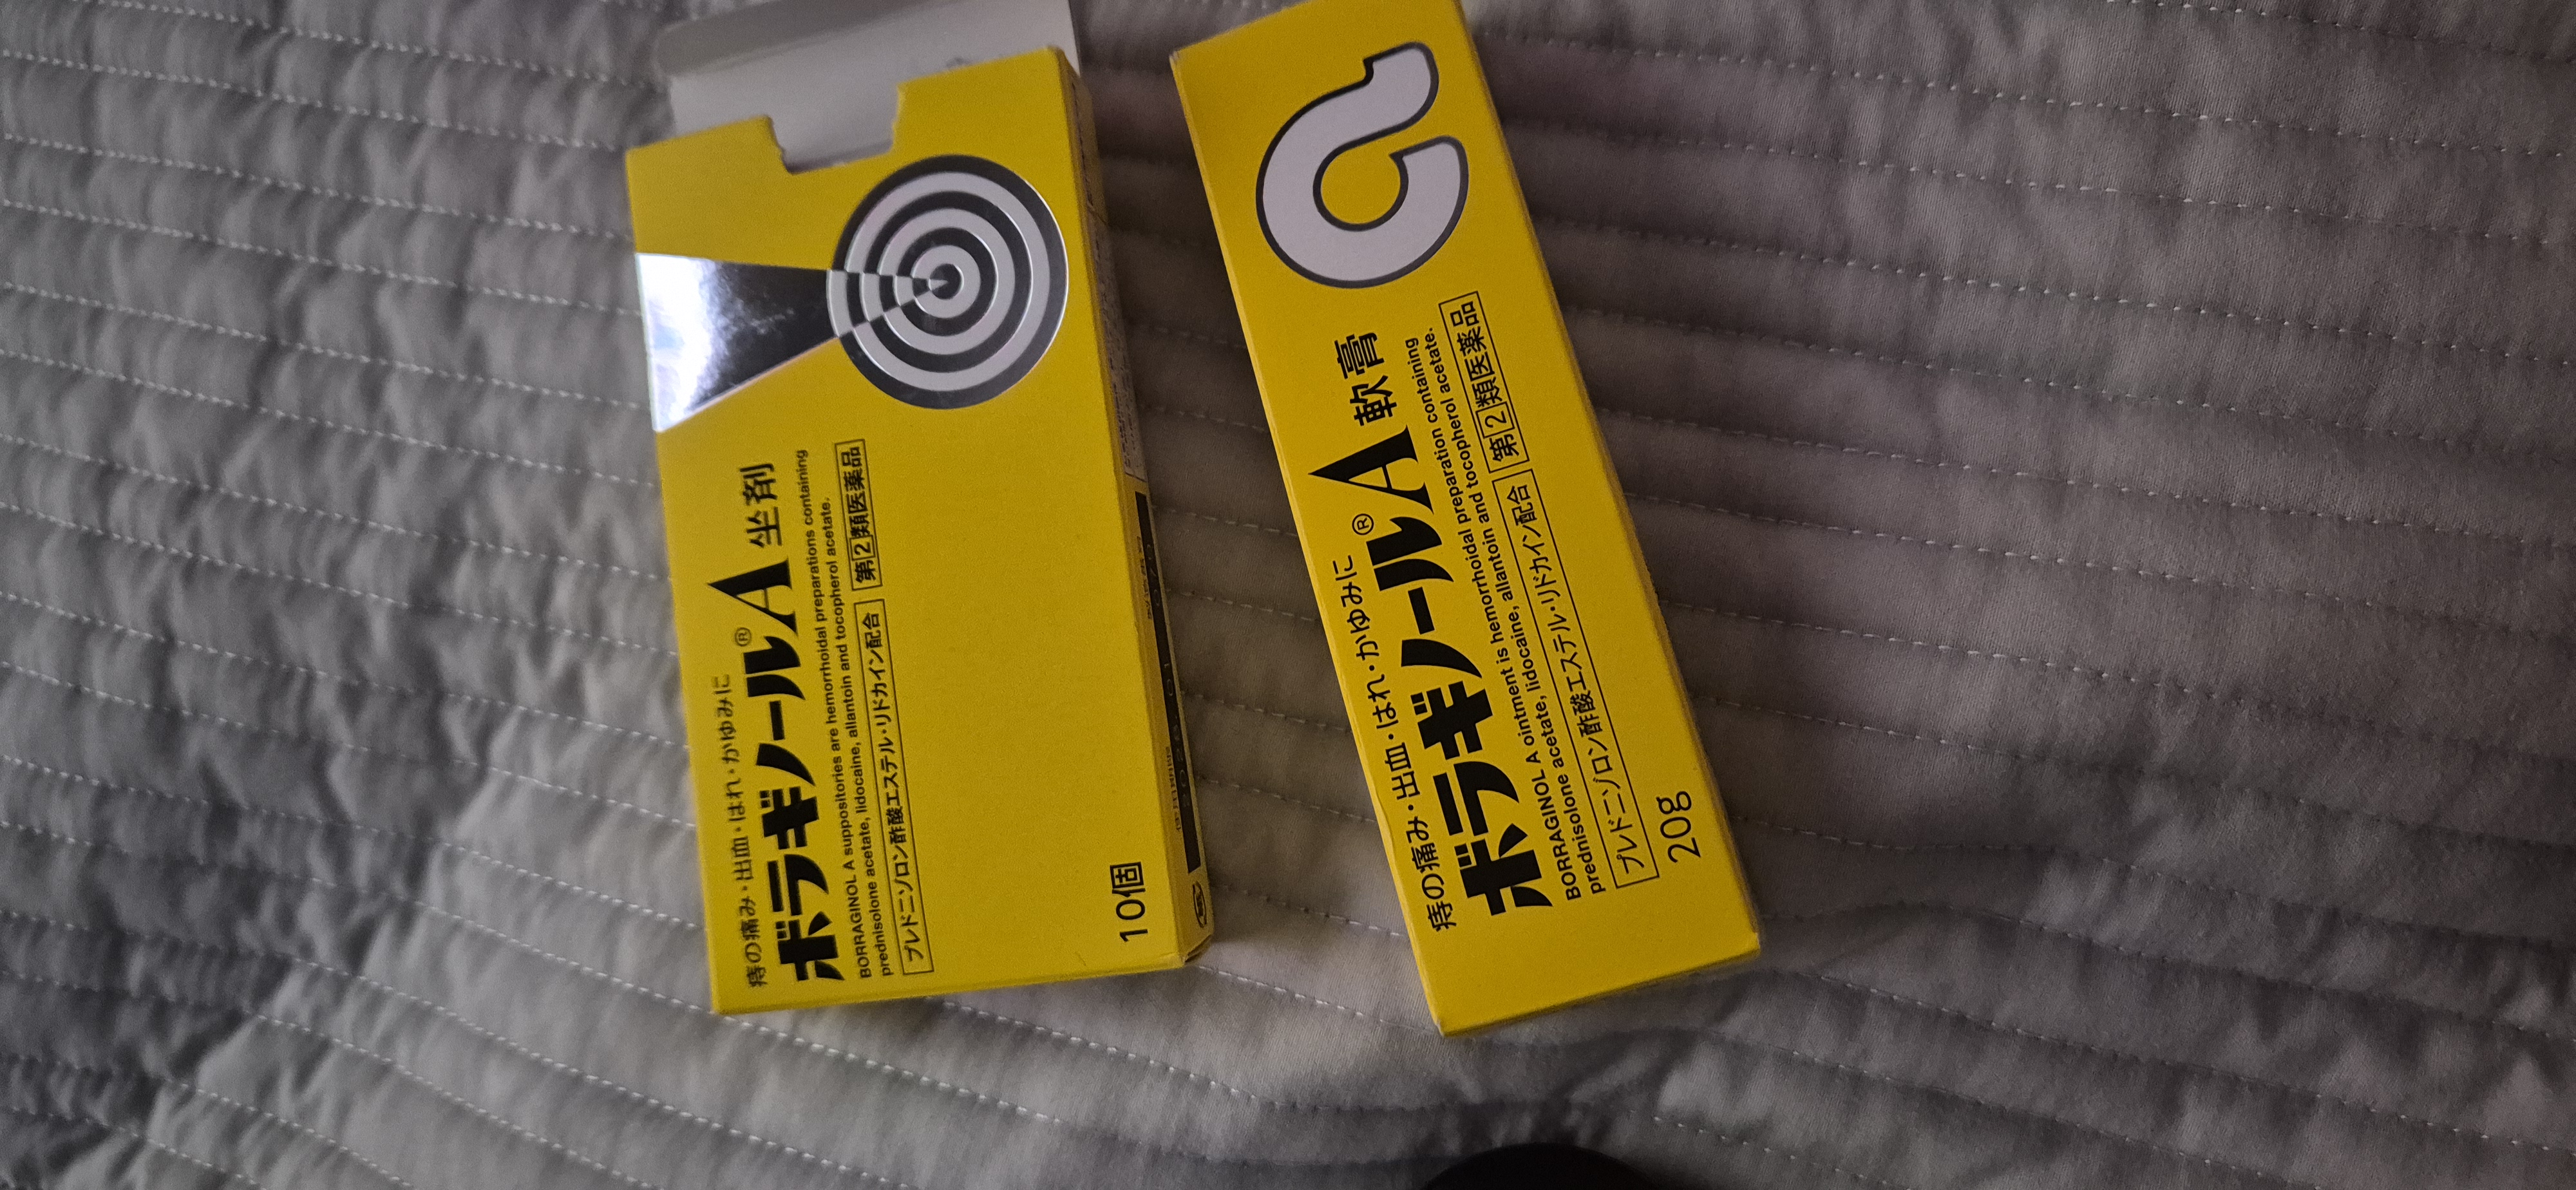 痔の痛み・出血・はれ・かゆみに
ボラギノール®A 坐剤
BORRAGINOL A suppositories are hemorrhoidal preparations containing
prednisolone acetate, lidocaine, allantoin and tocopherol acetate.
プレドニゾロン酢酸エステル・リドカイン配合 第2類医薬品
10個
痔の痛み・出血・はれ・かゆみに
ボラギノール®A 軟膏
BORRAGINOL A ointment is hemorrhoidal preparation containing
prednisolone acetate, lidocaine, allantoin and tocopherol acetate.
プレドニゾロン酢酸エステル・リドカイン配合 第2類医薬品
20g